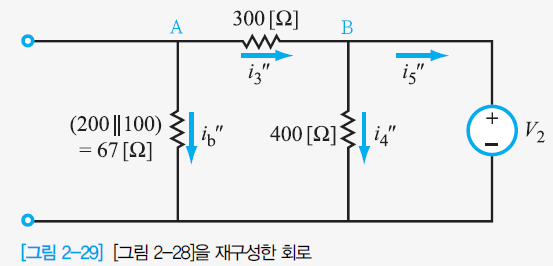 300 [Ω]
A
B
i₃″
i₅″
(200 ∥ 100)
= 67 [Ω]
i_b″
400 [Ω]
i₄″
+
−
V₂
[그림 2–29] [그림 2–28]을 재구성한 회로